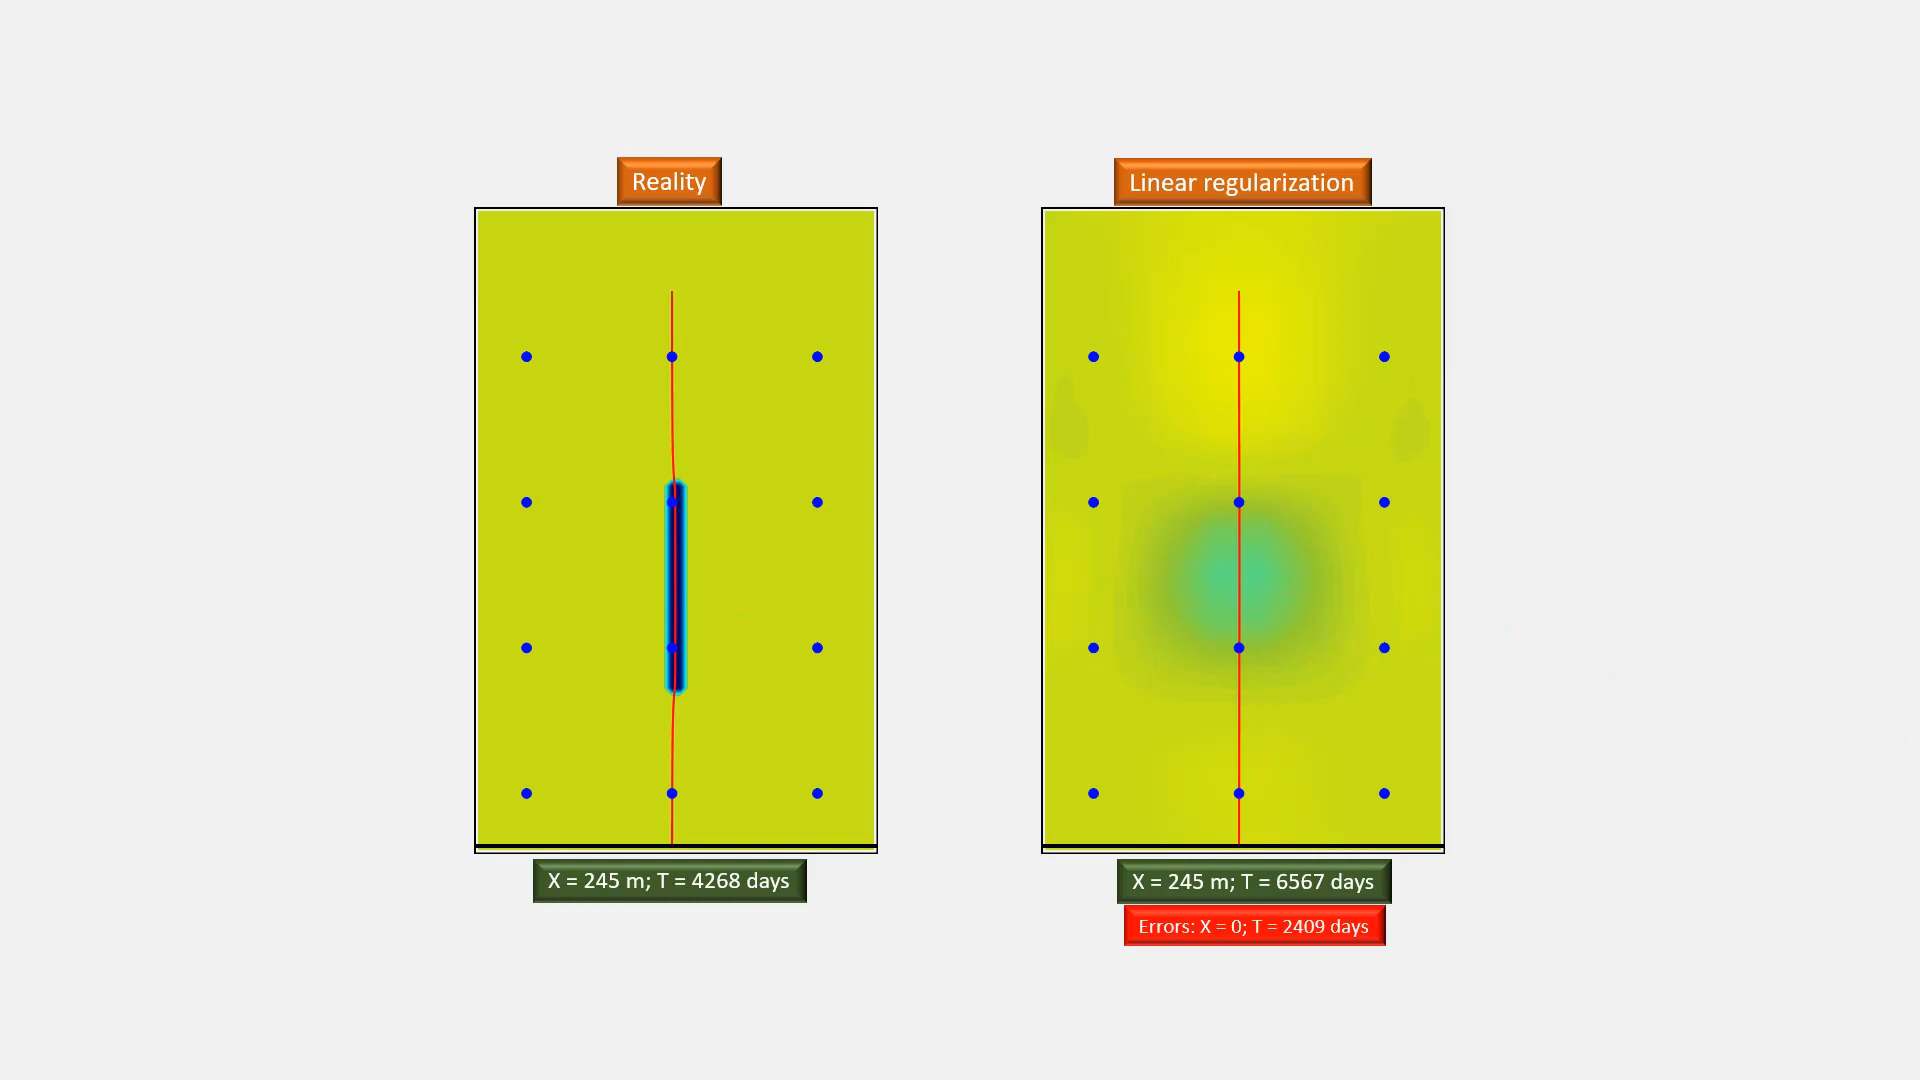 Reality
Linear regularization
X = 245 m; T = 4268 days
X = 245 m; T = 6567 days
Errors: X = 0; T = 2409 days